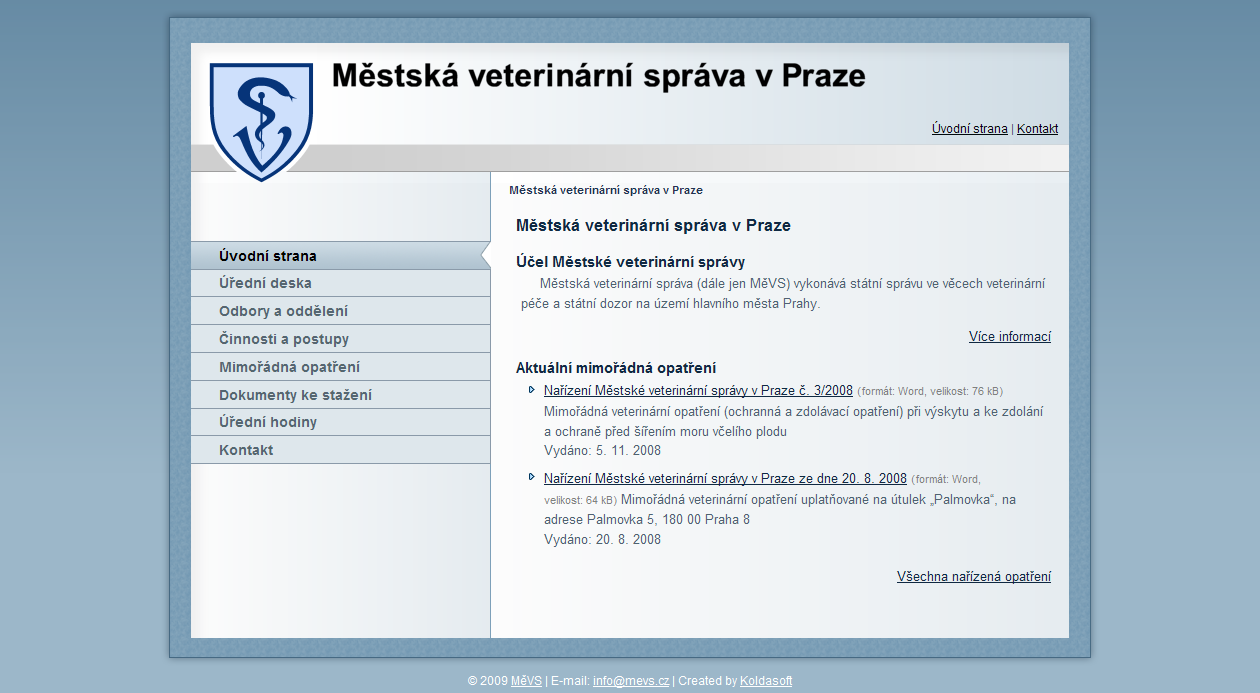 Městská veterinární správa v Praze
Úvodní strana | Kontakt
Úvodní strana
Úřední deska
Odbory a oddělení
Činnosti a postupy
Mimořádná opatření
Dokumenty ke stažení
Úřední hodiny
Kontakt
Městská veterinární správa v Praze
Městská veterinární správa v Praze
Účel Městské veterinární správy
Městská veterinární správa (dále jen MěVS) vykonává státní správu ve věcech veterinární
péče a státní dozor na území hlavního města Prahy.
Více informací
Aktuální mimořádná opatření
Nařízení Městské veterinární správy v Praze č. 3/2008 (formát: Word, velikost: 76 kB)
Mimořádná veterinární opatření (ochranná a zdolávací opatření) při výskytu a ke zdolání
a ochraně před šířením moru včelího plodu
Vydáno: 5. 11. 2008
Nařízení Městské veterinární správy v Praze ze dne 20. 8. 2008 (formát: Word,
velikost: 64 kB) Mimořádná veterinární opatření uplatňované na útulek „Palmovka“, na
adrese Palmovka 5, 180 00 Praha 8
Vydáno: 20. 8. 2008
Všechna nařízená opatření
© 2009 MěVS | E-mail: info@mevs.cz | Created by Koldasoft